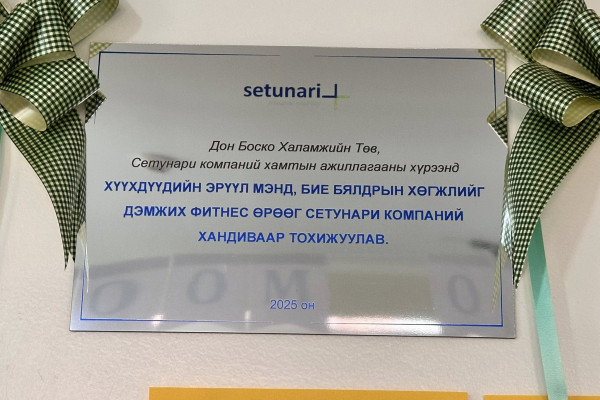 setunari
Дон Боско Халамжийн Төв,
Сетунари компаний хамтын ажиллагааны хүрээнд
ХҮҮХДҮҮДИЙН ЭРҮҮЛ МЭНД, БИЕ БЯЛДРЫН ХӨГЖЛИЙГ
ДЭМЖИХ ФИТНЕС ӨРӨӨГ СЕТУНАРИ КОМПАНИЙ
ХАНДИВААР ТОХИЖУУЛАВ.
2025 он